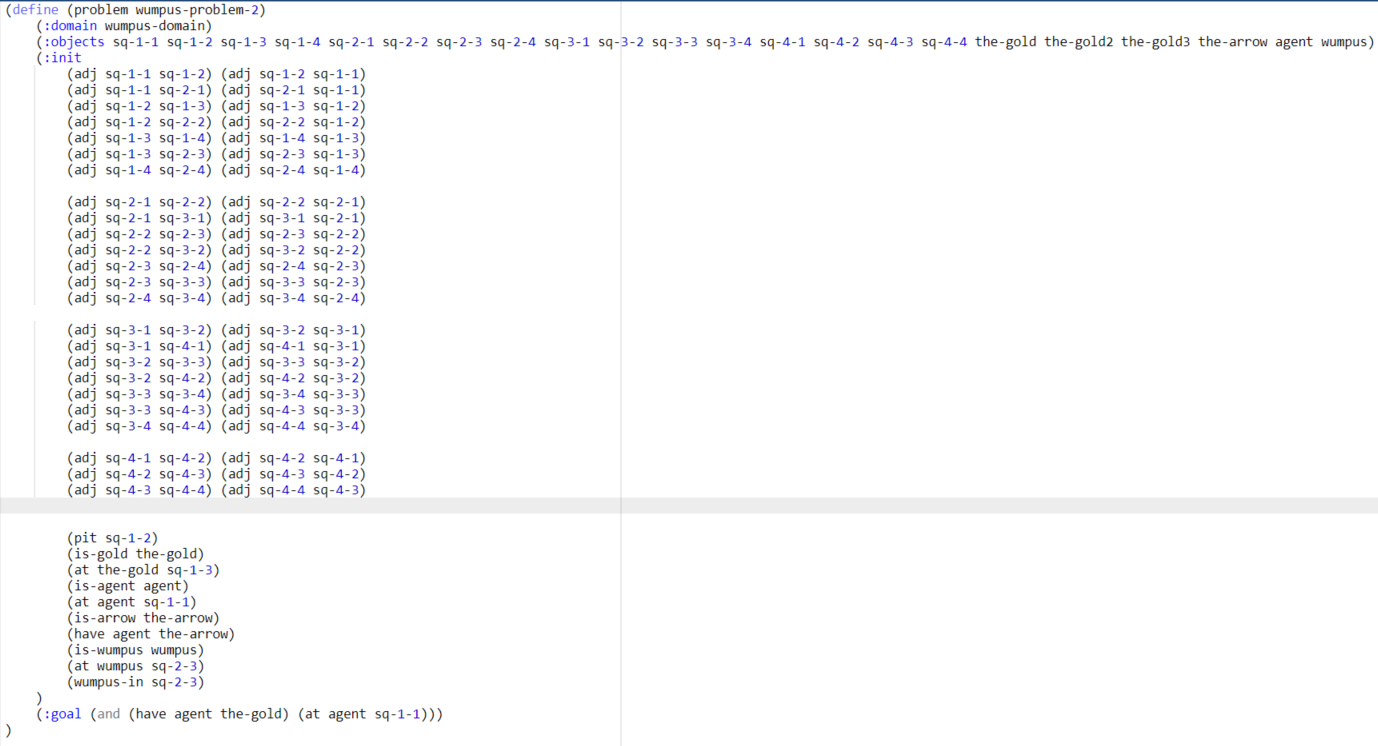 (define (problem wumpus-problem-2)
(:domain wumpus-domain)
(:objects sq-1-1 sq-1-2 sq-1-3 sq-1-4 sq-2-1 sq-2-2 sq-2-3 sq-2-4 sq-3-1 sq-3-2 sq-3-3 sq-3-4 sq-4-1 sq-4-2 sq-4-3 sq-4-4 the-gold the-gold2 the-gold3 the-arrow agent wumpus)
(:init
(adj sq-1-1 sq-1-2) (adj sq-1-2 sq-1-1)
(adj sq-1-1 sq-2-1) (adj sq-2-1 sq-1-1)
(adj sq-1-2 sq-1-3) (adj sq-1-3 sq-1-2)
(adj sq-1-2 sq-2-2) (adj sq-2-2 sq-1-2)
(adj sq-1-3 sq-1-4) (adj sq-1-4 sq-1-3)
(adj sq-1-3 sq-2-3) (adj sq-2-3 sq-1-3)
(adj sq-1-4 sq-2-4) (adj sq-2-4 sq-1-4)
(adj sq-2-1 sq-2-2) (adj sq-2-2 sq-2-1)
(adj sq-2-1 sq-3-1) (adj sq-3-1 sq-2-1)
(adj sq-2-2 sq-2-3) (adj sq-2-3 sq-2-2)
(adj sq-2-2 sq-3-2) (adj sq-3-2 sq-2-2)
(adj sq-2-3 sq-2-4) (adj sq-2-4 sq-2-3)
(adj sq-2-3 sq-3-3) (adj sq-3-3 sq-2-3)
(adj sq-2-4 sq-3-4) (adj sq-3-4 sq-2-4)
(adj sq-3-1 sq-3-2) (adj sq-3-2 sq-3-1)
(adj sq-3-1 sq-4-1) (adj sq-4-1 sq-3-1)
(adj sq-3-2 sq-3-3) (adj sq-3-3 sq-3-2)
(adj sq-3-2 sq-4-2) (adj sq-4-2 sq-3-2)
(adj sq-3-3 sq-3-4) (adj sq-3-4 sq-3-3)
(adj sq-3-3 sq-4-3) (adj sq-4-3 sq-3-3)
(adj sq-3-4 sq-4-4) (adj sq-4-4 sq-3-4)
(adj sq-4-1 sq-4-2) (adj sq-4-2 sq-4-1)
(adj sq-4-2 sq-4-3) (adj sq-4-3 sq-4-2)
(adj sq-4-3 sq-4-4) (adj sq-4-4 sq-4-3)
(pit sq-1-2)
(is-gold the-gold)
(at the-gold sq-1-3)
(is-agent agent)
(at agent sq-1-1)
(is-arrow the-arrow)
(have agent the-arrow)
(is-wumpus wumpus)
(at wumpus sq-2-3)
(wumpus-in sq-2-3)
)
(:goal (and (have agent the-gold) (at agent sq-1-1)))
)